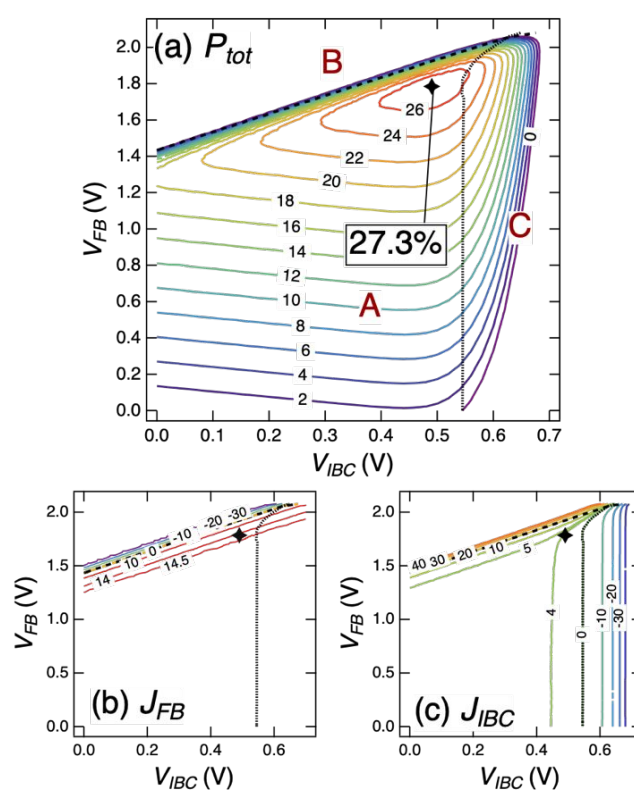 (a) P_tot
B
2.0
1.8
1.6
1.4
1.2
1.0
0.8
0.6
0.4
0.2
0.0
V_FB (V)
26
24
22
20
18
16
14
12
10
8
6
4
2
0
27.3%
A
C
0.0 0.1 0.2 0.3 0.4 0.5 0.6 0.7
V_IBC (V)
2.0
1.5
1.0
0.5
0.0
V_FB (V)
14 10 0 -10 -20 -30
14.5
(b) J_FB
0.0 0.2 0.4 0.6
V_IBC (V)
2.0
1.5
1.0
0.5
0.0
V_FB (V)
40 30 20 10 5
4
0
-10
-20
-30
(c) J_IBC
0.0 0.2 0.4 0.6
V_IBC (V)